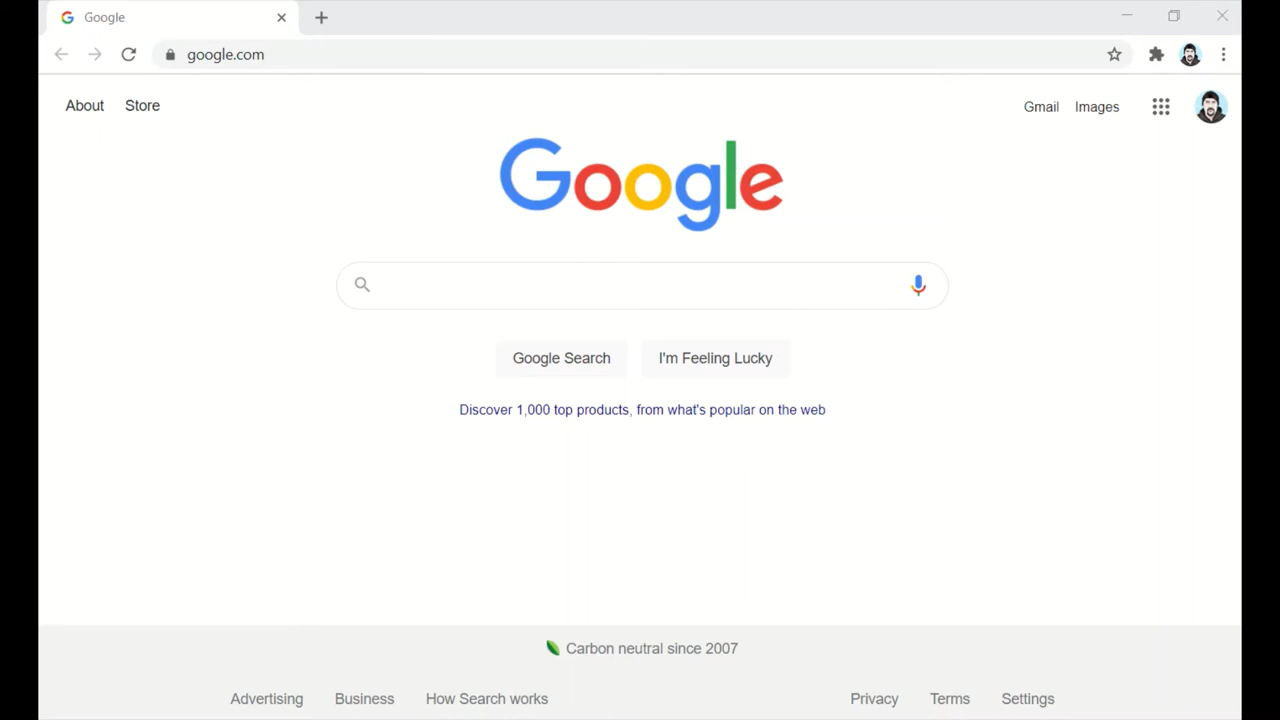 Google
google.com
About Store
Gmail Images
Google
Google Search I'm Feeling Lucky
Discover 1,000 top products, from what's popular on the web
Carbon neutral since 2007
Advertising Business How Search works
Privacy Terms Settings